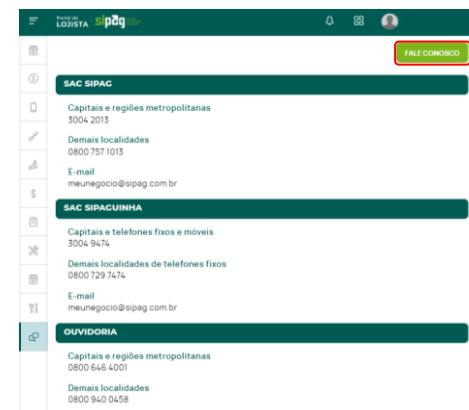 Portal do
LOJISTA sipag
FALE CONOSCO
SAC SIPAG
Capitais e regiões metropolitanas
3004 2013
Demais localidades
0800 757 1013
E-mail
meunegocio@sipag.com.br
SAC SIPAGUINHA
Capitais e telefones fixos e móveis
3004 9474
Demais localidades de telefones fixos
0800 729 7474
E-mail
meunegocio@sipag.com.br
OUVIDORIA
Capitais e regiões metropolitanas
0800 646 4001
Demais localidades
0800 940 0458